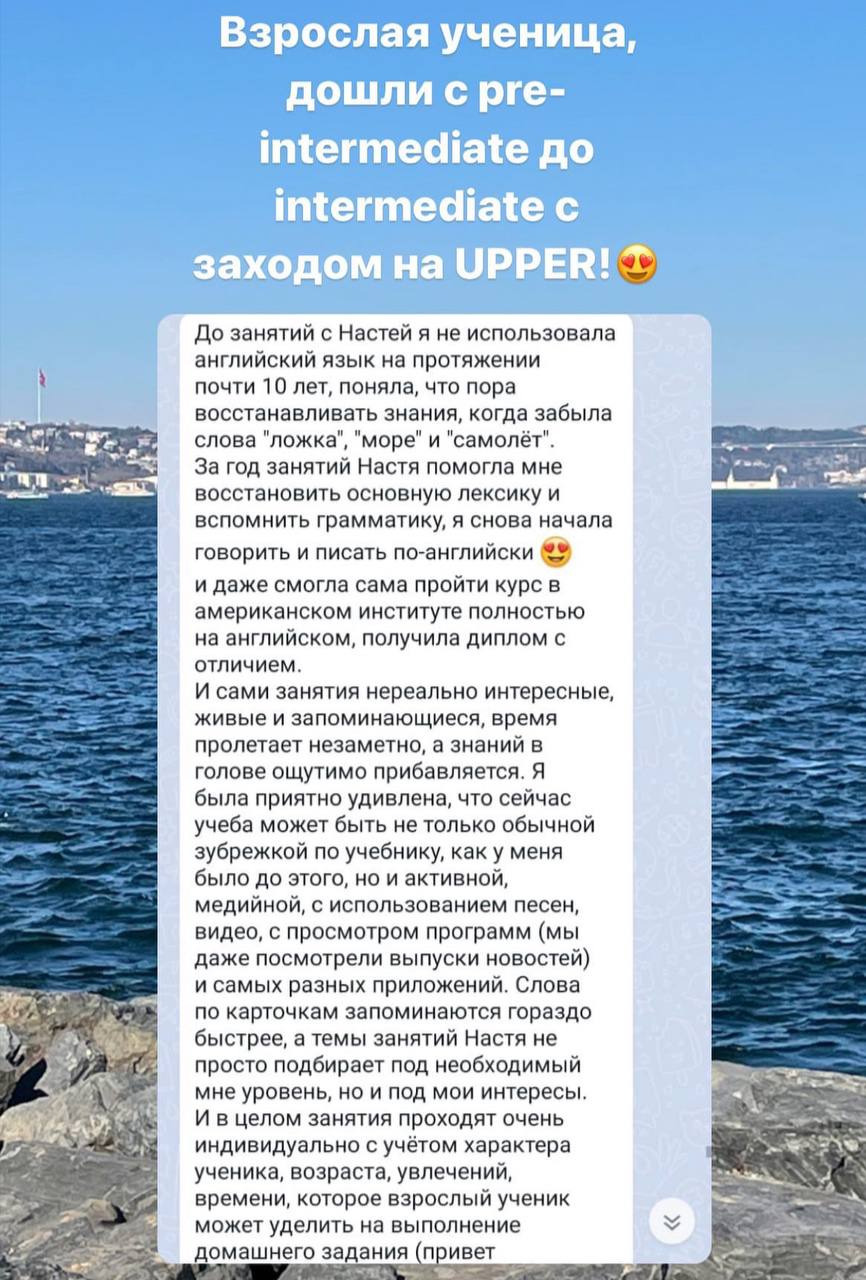 Взрослая ученица,
дошли с pre-
intermediate до
intermediate с
заходом на UPPER!😍
До занятий с Настей я не использовала
английский язык на протяжении
почти 10 лет, поняла, что пора
восстанавливать знания, когда забыла
слова "ложка", "море" и "самолёт".
За год занятий Настя помогла мне
восстановить основную лексику и
вспомнить грамматику, я снова начала
говорить и писать по-английски 😍
и даже смогла сама пройти курс в
американском институте полностью
на английском, получила диплом с
отличием.
И сами занятия нереально интересные,
живые и запоминающиеся, время
пролетает незаметно, а знаний в
голове ощутимо прибавляется. Я
была приятно удивлена, что сейчас
учеба может быть не только обычной
зубрежкой по учебнику, как у меня
было до этого, но и активной,
медийной, с использованием песен,
видео, с просмотром программ (мы
даже посмотрели выпуски новостей)
и самых разных приложений. Слова
по карточкам запоминаются гораздо
быстрее, а темы занятий Настя не
просто подбирает под необходимый
мне уровень, но и под мои интересы.
И в целом занятия проходят очень
индивидуально с учётом характера
ученика, возраста, увлечений,
времени, которое взрослый ученик
может уделить на выполнение
домашнего задания (привет